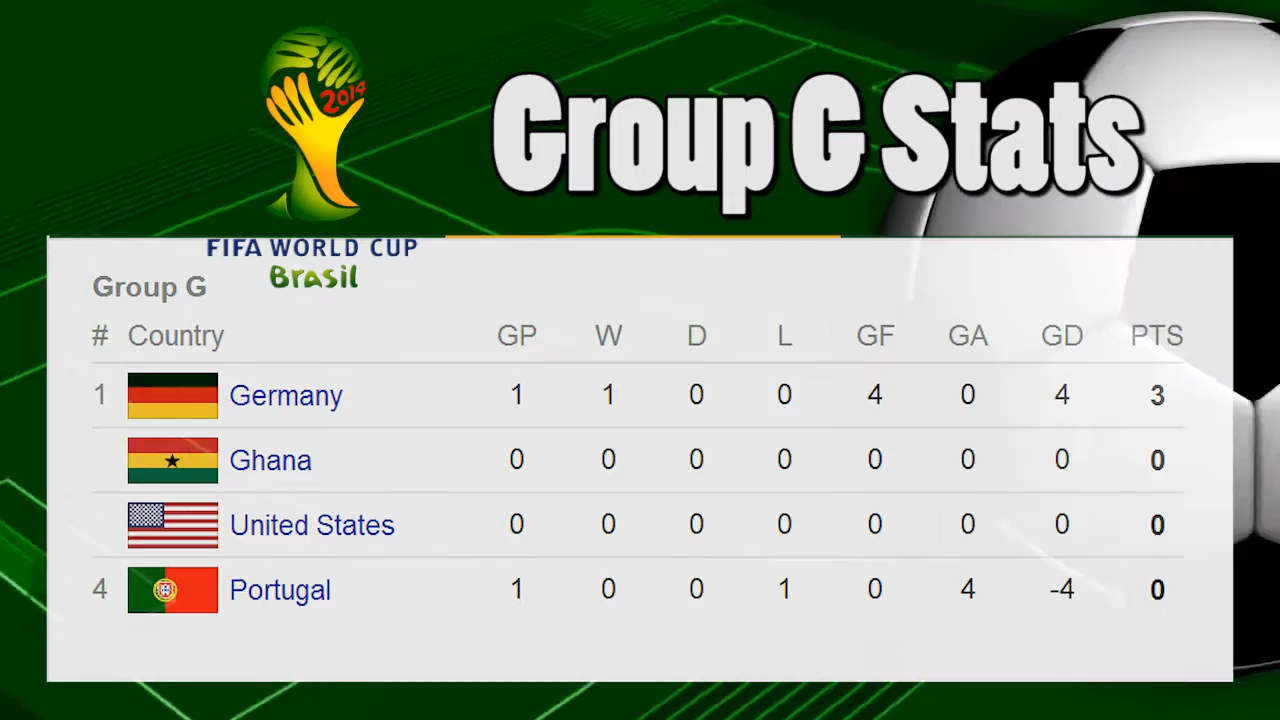 2014
Group G Stats
FIFA WORLD CUP
Brasil
Group G
# Country GP W D L GF GA GD PTS
1 Germany 1 1 0 0 4 0 4 3
Ghana 0 0 0 0 0 0 0 0
United States 0 0 0 0 0 0 0 0
4 Portugal 1 0 0 1 0 4 -4 0